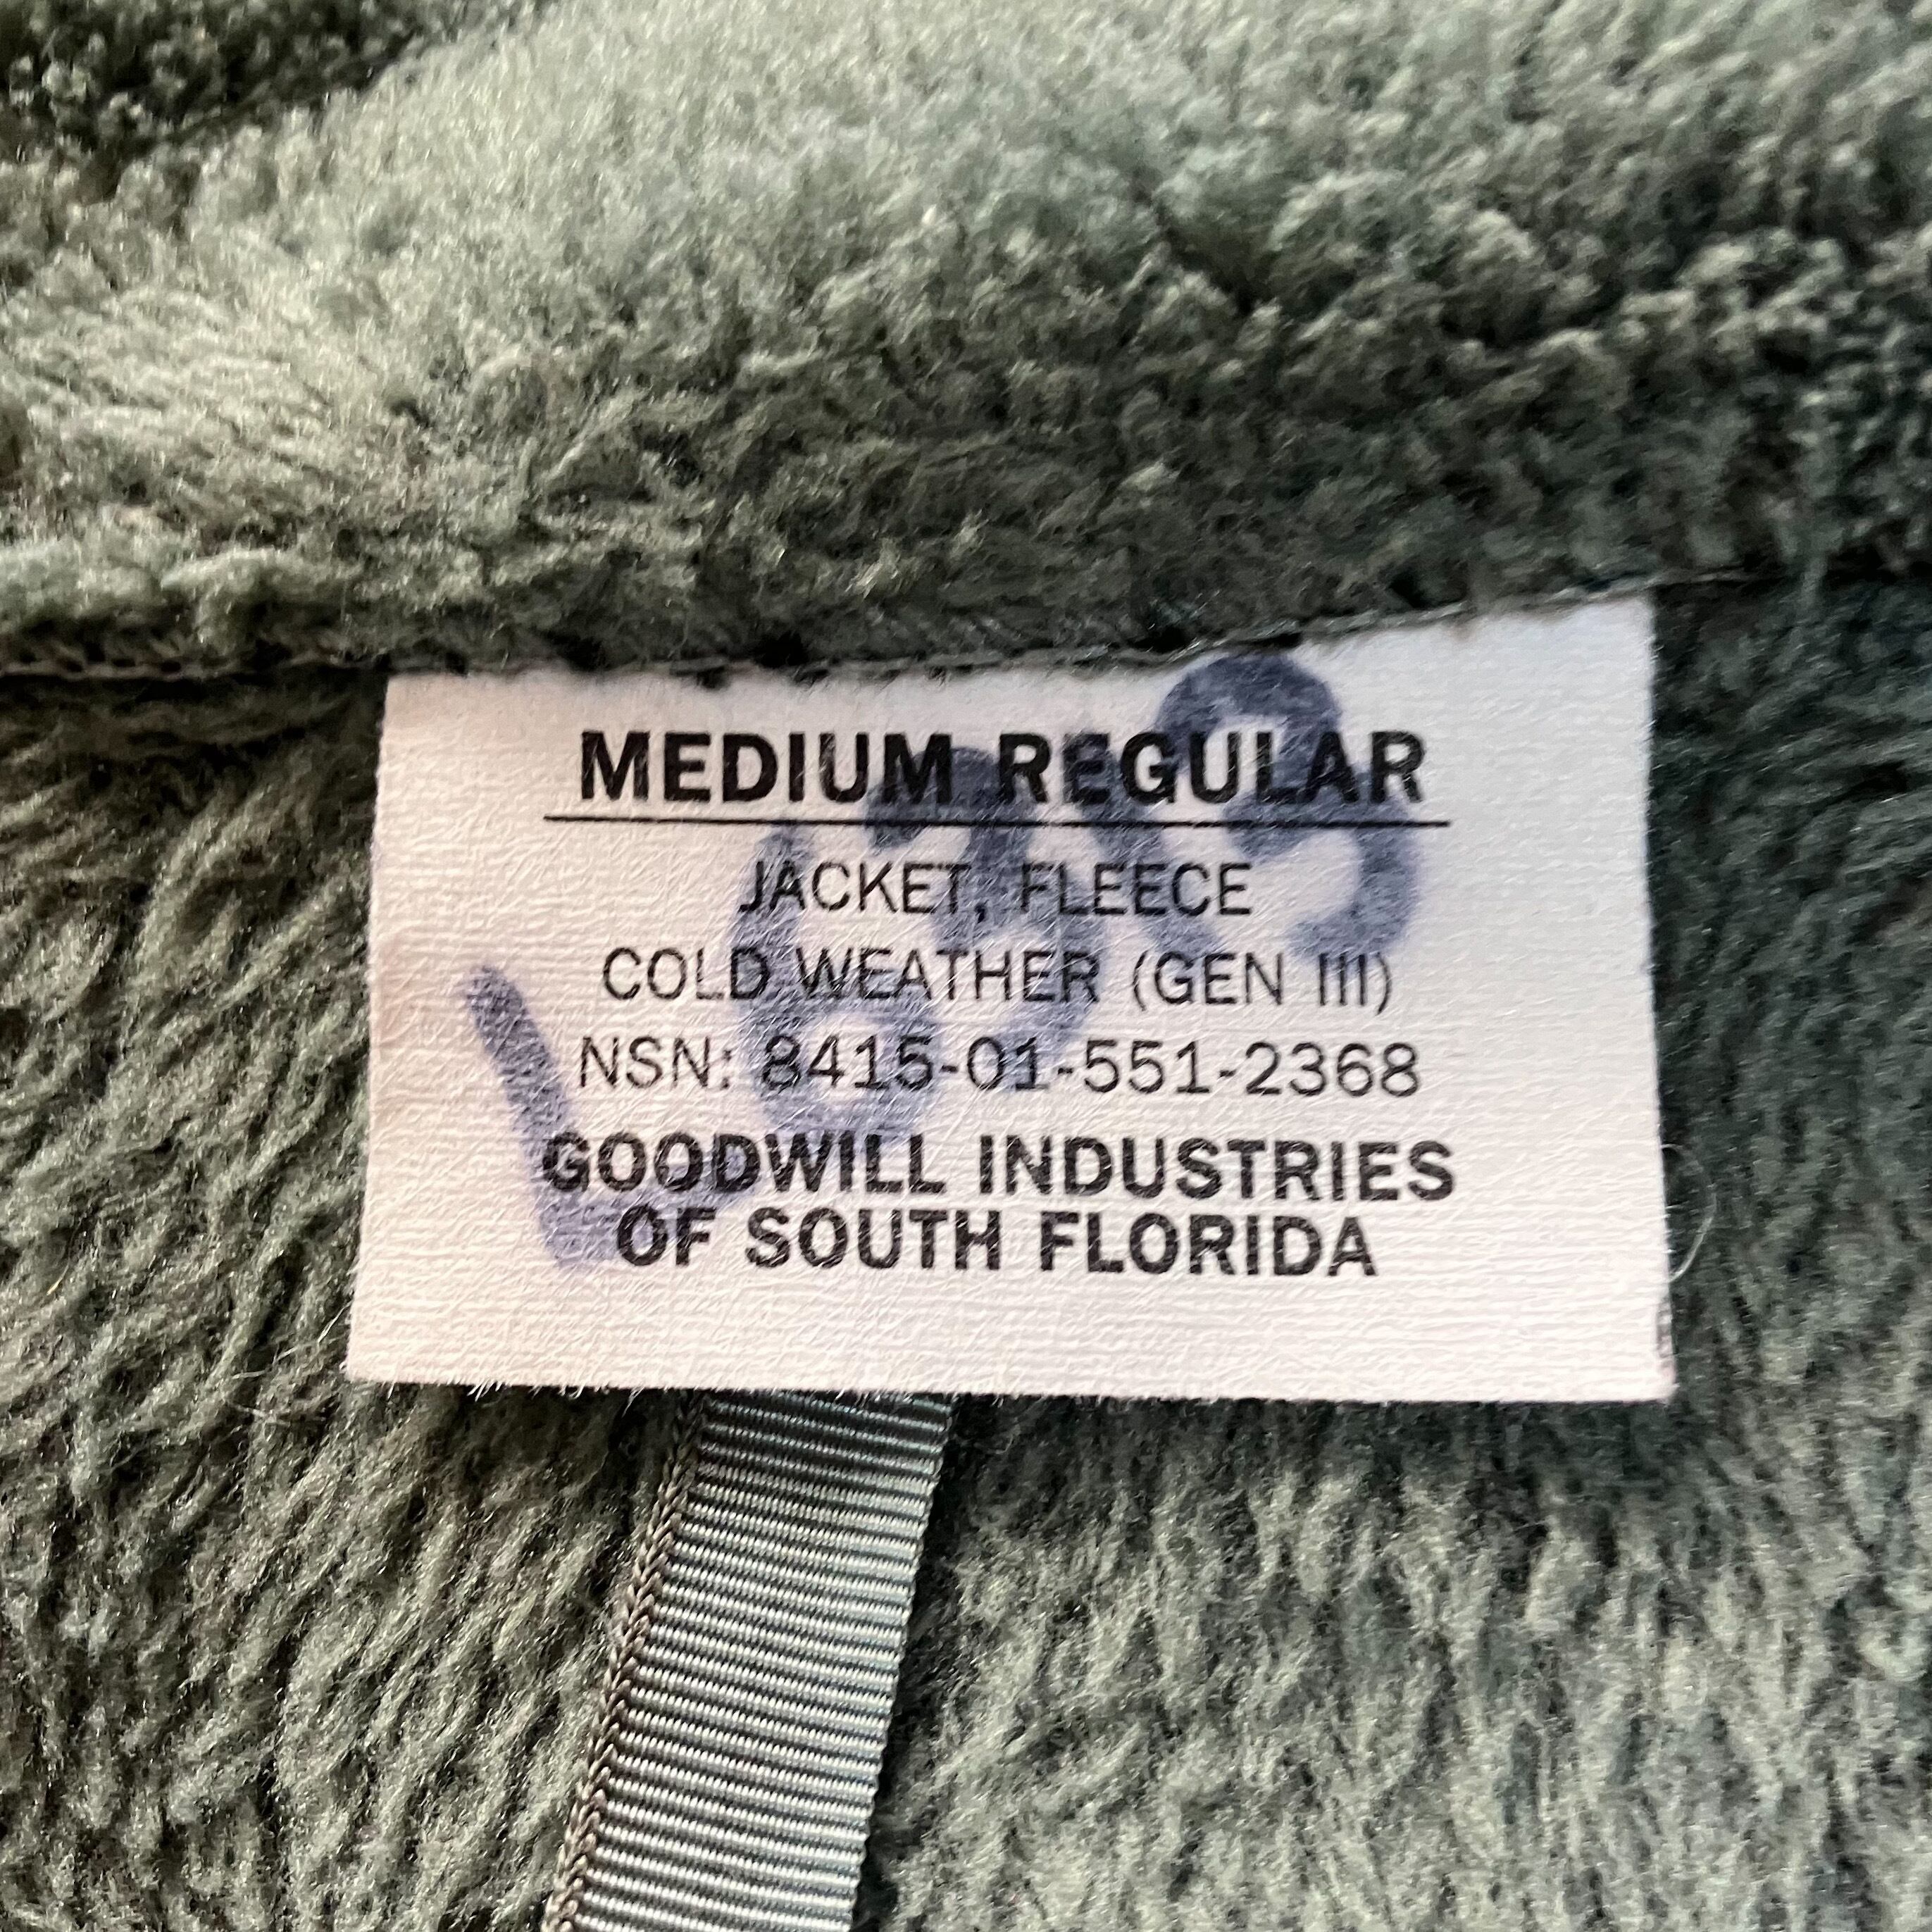 MEDIUM REGULAR
JACKET, FLEECE
COLD WEATHER (GEN III)
NSN: 8415-01-551-2368
GOODWILL INDUSTRIES
OF SOUTH FLORIDA